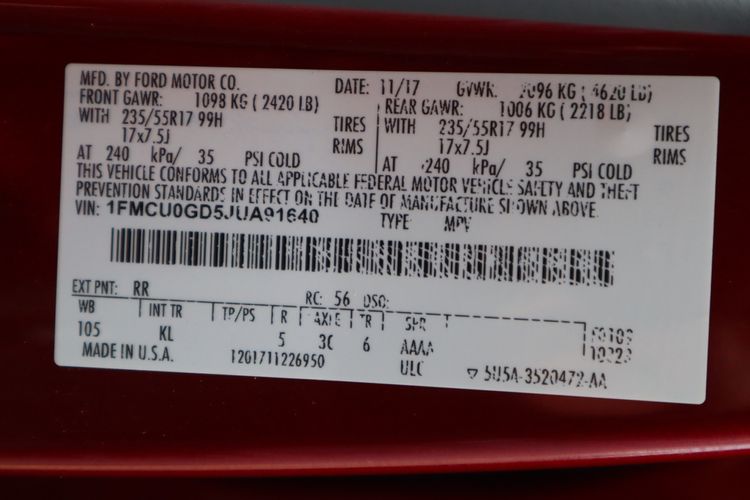 MFD. BY FORD MOTOR CO. DATE: 11/17 GVWR: 2096 KG (4620 LB)
FRONT GAWR: 1098 KG (2420 LB) REAR GAWR: 1006 KG (2218 LB)
WITH 235/55R17 99H TIRES WITH 235/55R17 99H TIRES
17x7.5J RIMS 17x7.5J RIMS
AT 240 kPa/ 35 PSI COLD AT 240 kPa/ 35 PSI COLD
THIS VEHICLE CONFORMS TO ALL APPLICABLE FEDERAL MOTOR VEHICLE SAFETY AND THEFT
PREVENTION STANDARDS IN EFFECT ON THE DATE OF MANUFACTURE SHOWN ABOVE.
VIN: 1FMCU0GD5JUA91640 TYPE: MPV
EXT PNT: RR RC: 56 DSO:
WB INT TR TP/PS R AXLE TR SPR
105 KL 5 3C 6 AAAA
MADE IN U.S.A. 1201711226950 ULC 5U5A-3520472-AA